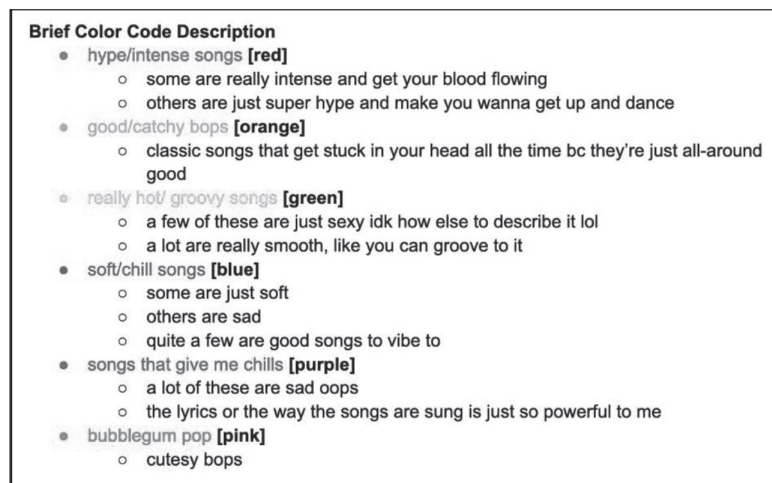 Brief Color Code Description
● hype/intense songs [red]
○ some are really intense and get your blood flowing
○ others are just super hype and make you wanna get up and dance
● good/catchy bops [orange]
○ classic songs that get stuck in your head all the time bc they're just all-around
good
● really hot/ groovy songs [green]
○ a few of these are just sexy idk how else to describe it lol
○ a lot are really smooth, like you can groove to it
● soft/chill songs [blue]
○ some are just soft
○ others are sad
○ quite a few are good songs to vibe to
● songs that give me chills [purple]
○ a lot of these are sad oops
○ the lyrics or the way the songs are sung is just so powerful to me
● bubblegum pop [pink]
○ cutesy bops